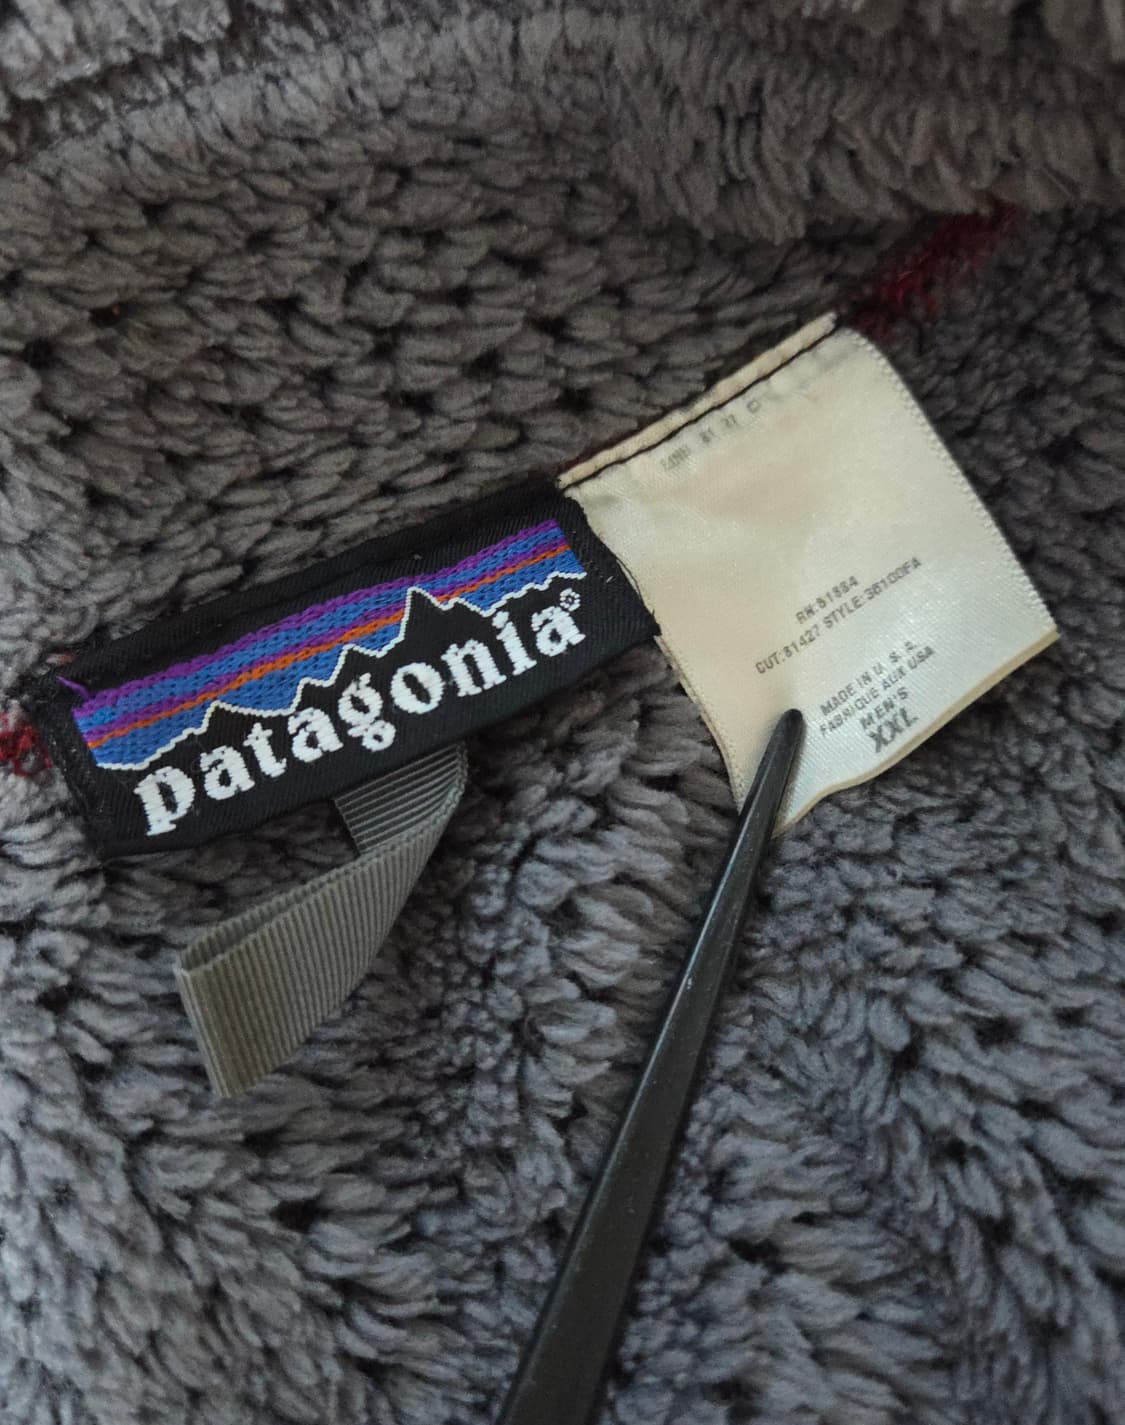 patagonia®
RN:51884
CUT:81427 STYLE:36100FA
MADE IN U. S. A.
FABRIQUE AUX USA
MEN'S
XXL